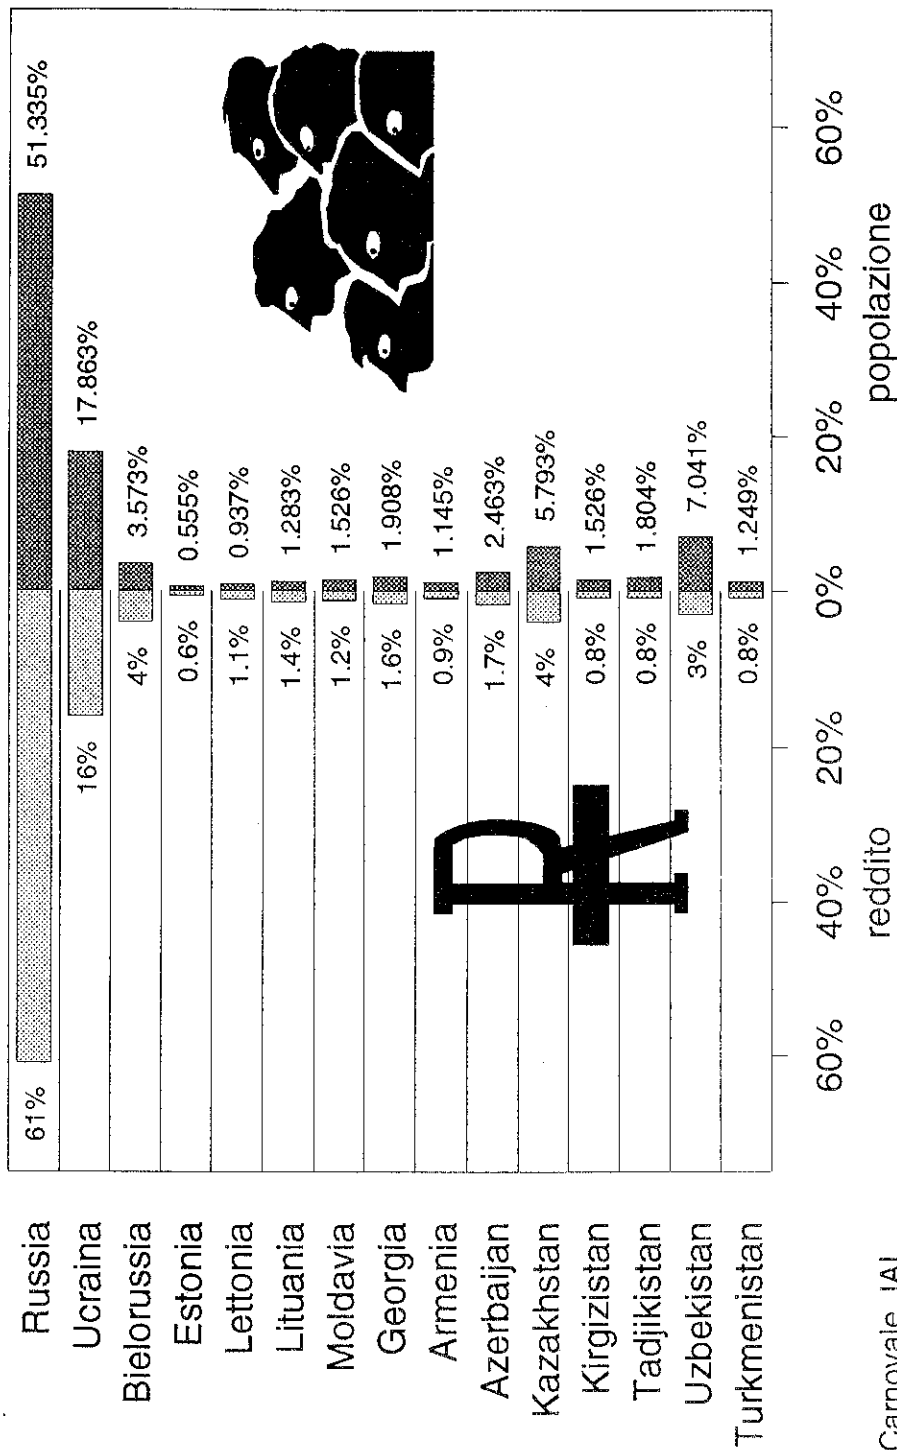 Russia 61% 51.335%
Ucraina 16% 17.863%
Bielorussia 4% 3.573%
Estonia 0.6% 0.555%
Lettonia 1.1% 0.937%
Lituania 1.4% 1.283%
Moldavia 1.2% 1.526%
Georgia 1.6% 1.908%
Armenia 0.9% 1.145%
Azerbaijan 1.7% 2.463%
Kazakhstan 4% 5.793%
Kirgizistan 0.8% 1.526%
Tadjikistan 0.8% 1.804%
Uzbekistan 3% 7.041%
Turkmenistan 0.8% 1.249%
60% 40% 20% 0% 20% 40% 60%
reddito popolazione
Carnovale IAI